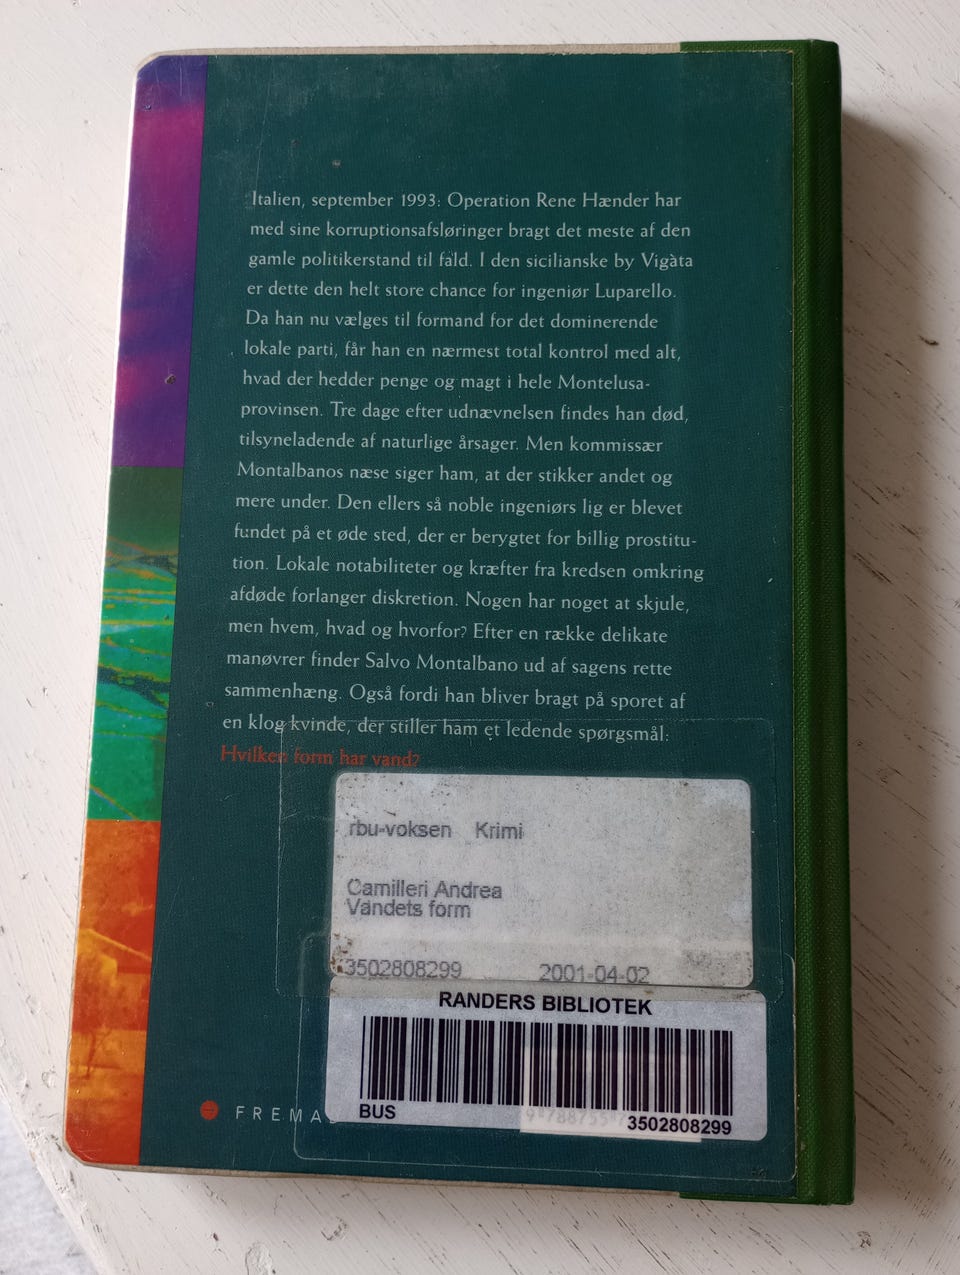 Italien, september 1993: Operation Rene Hænder har
med sine korruptionsafsløringer bragt det meste af den
gamle politikerstand til fald. I den sicilianske by Vigàta
er dette den helt store chance for ingeniør Luparello.
Da han nu vælges til formand for det dominerende
lokale parti, får han en nærmest total kontrol med alt,
hvad der hedder penge og magt i hele Montelusa-
provinsen. Tre dage efter udnævnelsen findes han død,
tilsyneladende af naturlige årsager. Men kommissær
Montalbanos næse siger ham, at der stikker andet og
mere under. Den ellers så noble ingeniørs lig er blevet
fundet på et øde sted, der er berygtet for billig prostitu-
tion. Lokale notabiliteter og kræfter fra kredsen omkring
afdøde forlanger diskretion. Nogen har noget at skjule,
men hvem, hvad og hvorfor? Efter en række delikate
manøvrer finder Salvo Montalbano ud af sagens rette
sammenhæng. Også fordi han bliver bragt på sporet af
en klog kvinde, der stiller ham et ledende spørgsmål:
Hvilken form har vand?
rbu-voksen Krimi
Camilleri Andrea
Vandets form
3502808299 2001-04-02
RANDERS BIBLIOTEK
BUS
3502808299
FREMA